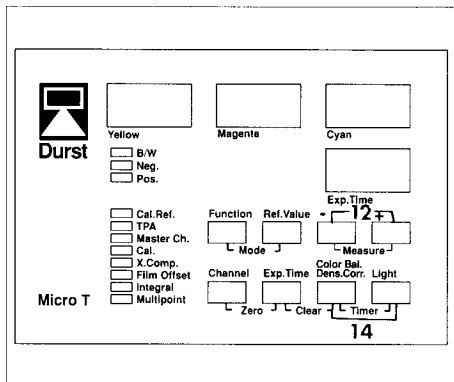 Yellow Magenta Cyan
Durst
B/W
Neg.
Pos.
Exp.Time
Cal.Ref.
TPA
Master Ch.
Cal.
X.Comp.
Film Offset
Integral
Multipoint
Function Ref.Value - 12 +
Mode Measure
Channel Exp.Time Color Bal. Dens.Corr. Light
Micro T
Zero Clear Timer
14